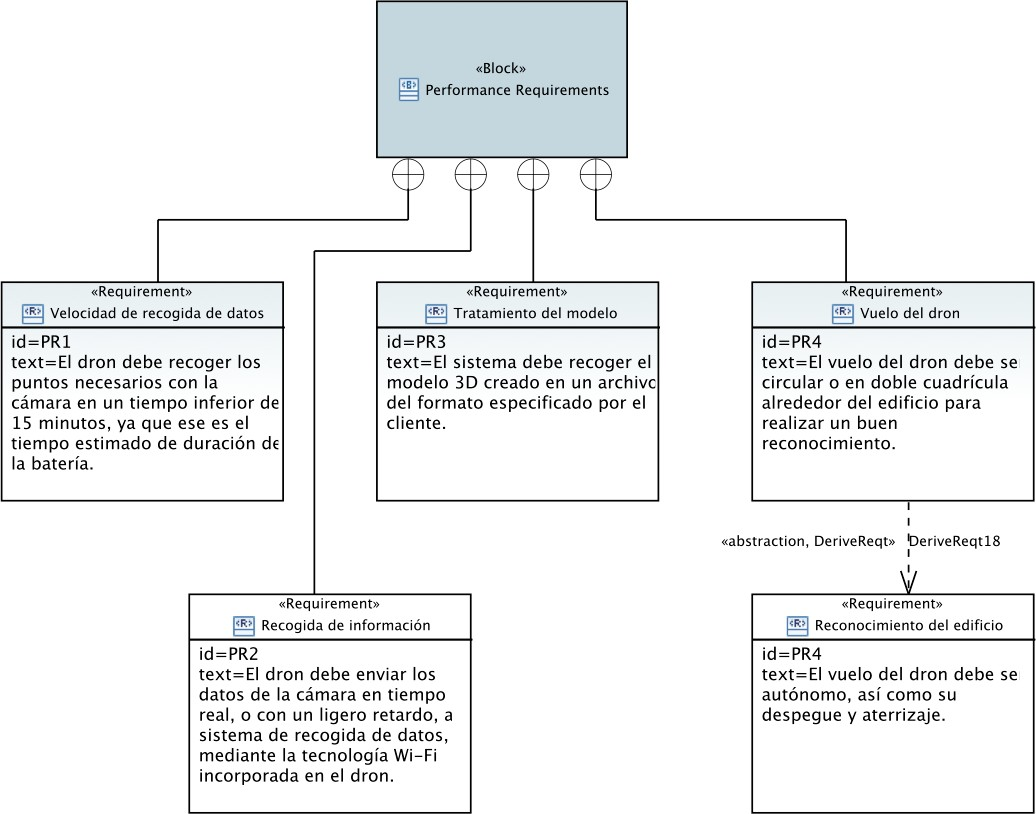 «Block»
Performance Requirements
«Requirement»
Velocidad de recogida de datos
id=PR1
text=El dron debe recoger los
puntos necesarios con la
cámara en un tiempo inferior de
15 minutos, ya que ese es el
tiempo estimado de duración de
la batería.
«Requirement»
Tratamiento del modelo
id=PR3
text=El sistema debe recoger el
modelo 3D creado en un archivo
del formato especificado por el
cliente.
«Requirement»
Vuelo del dron
id=PR4
text=El vuelo del dron debe se
circular o en doble cuadrícula
alrededor del edificio para
realizar un buen
reconocimiento.
«abstraction, DeriveReqt» DeriveReqt18
«Requirement»
Recogida de información
id=PR2
text=El dron debe enviar los
datos de la cámara en tiempo
real, o con un ligero retardo, a
sistema de recogida de datos,
mediante la tecnología Wi-Fi
incorporada en el dron.
«Requirement»
Reconocimiento del edificio
id=PR4
text=El vuelo del dron debe se
autónomo, así como su
despegue y aterrizaje.